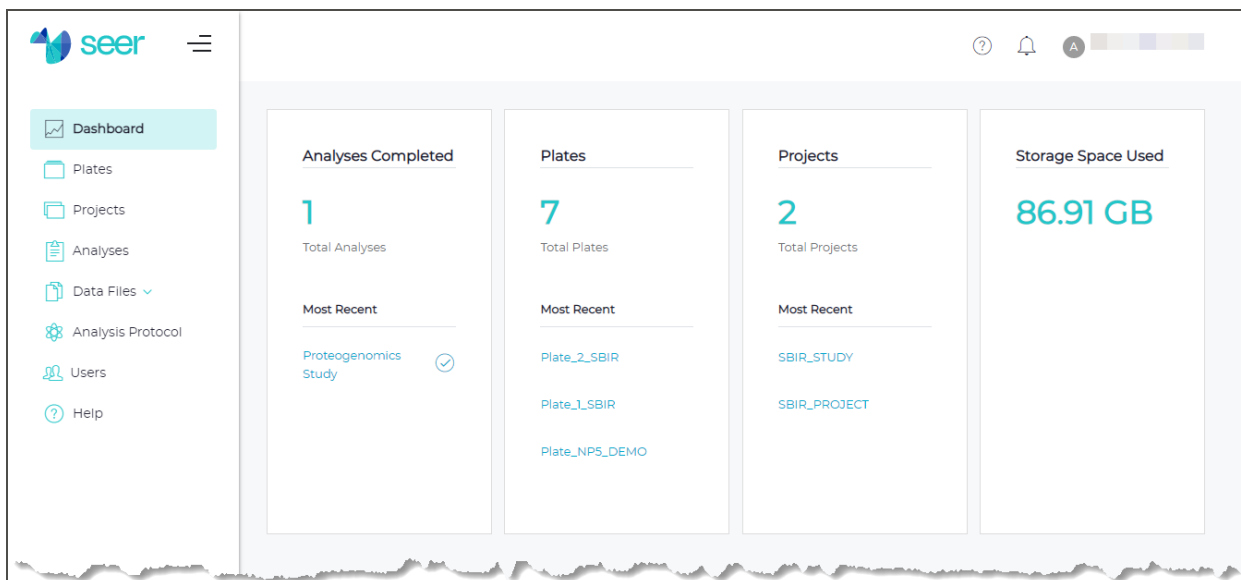 seer
A
Dashboard
Plates
Projects
Analyses
Data Files
Analysis Protocol
Users
Help
Analyses Completed
1
Total Analyses
Most Recent
Proteogenomics
Study
Plates
7
Total Plates
Most Recent
Plate_2_SBIR
Plate_1_SBIR
Plate_NP5_DEMO
Projects
2
Total Projects
Most Recent
SBIR_STUDY
SBIR_PROJECT
Storage Space Used
86.91 GB